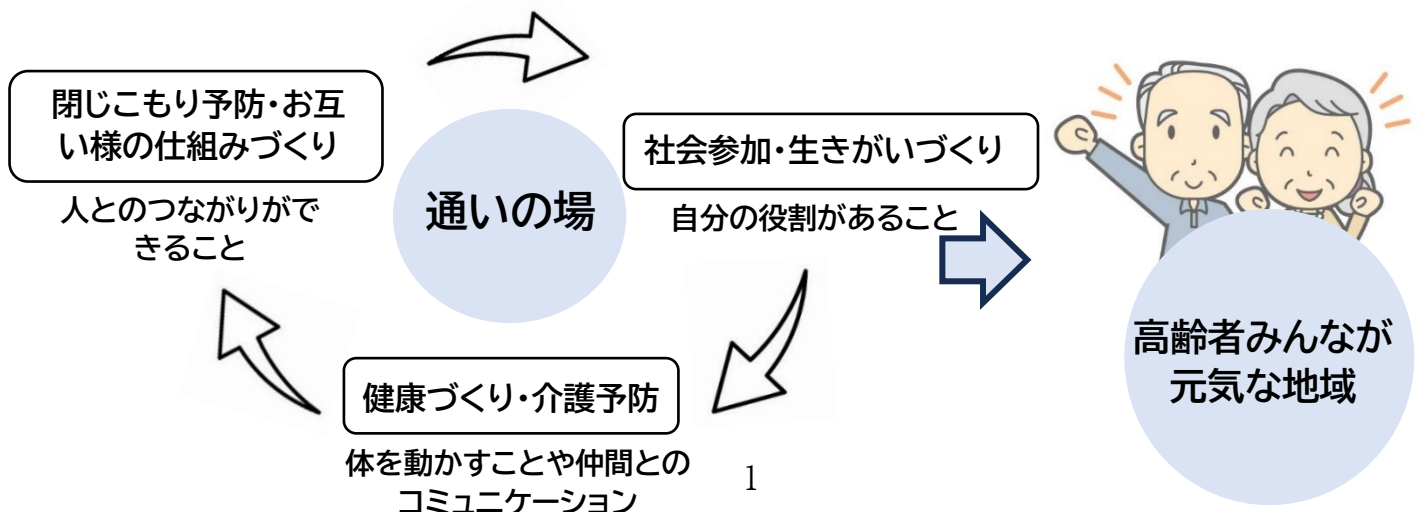 閉じこもり予防・お互
い様の仕組みづくり
人とのつながりがで
きること
通いの場
社会参加・生きがいづくり
自分の役割があること
健康づくり・介護予防
体を動かすことや仲間との
コミュニケーション
高齢者みんなが
元気な地域
1